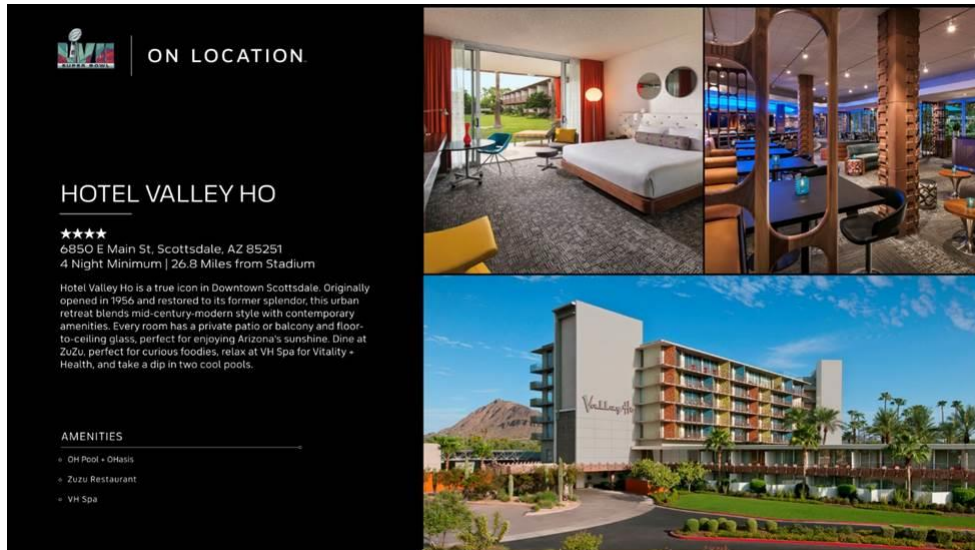 LVII
SUPER BOWL
ON LOCATION
HOTEL VALLEY HO
★★★★
6850 E Main St, Scottsdale, AZ 85251
4 Night Minimum | 26.8 Miles from Stadium
Hotel Valley Ho is a true icon in Downtown Scottsdale. Originally
opened in 1956 and restored to its former splendor, this urban
retreat blends mid-century-modern style with contemporary
amenities. Every room has a private patio or balcony and floor-
to-ceiling glass, perfect for enjoying Arizona's sunshine. Dine at
ZuZu, perfect for curious foodies, relax at VH Spa for Vitality +
Health, and take a dip in two cool pools.
AMENITIES
OH Pool + OHasis
Zuzu Restaurant
VH Spa
Valley Ho